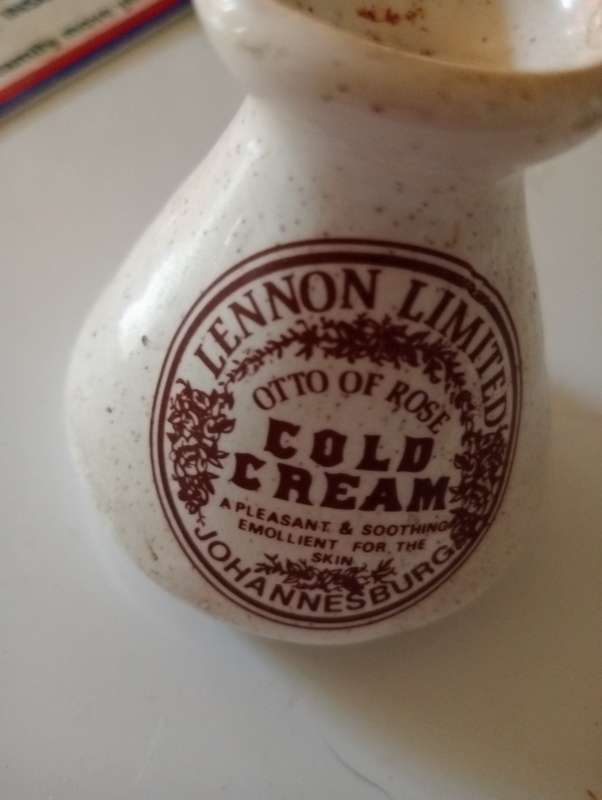 LENNON LIMITED
OTTO OF ROSE
COLD
CREAM
A PLEASANT & SOOTHING
EMOLLIENT FOR THE
SKIN
JOHANNESBURG